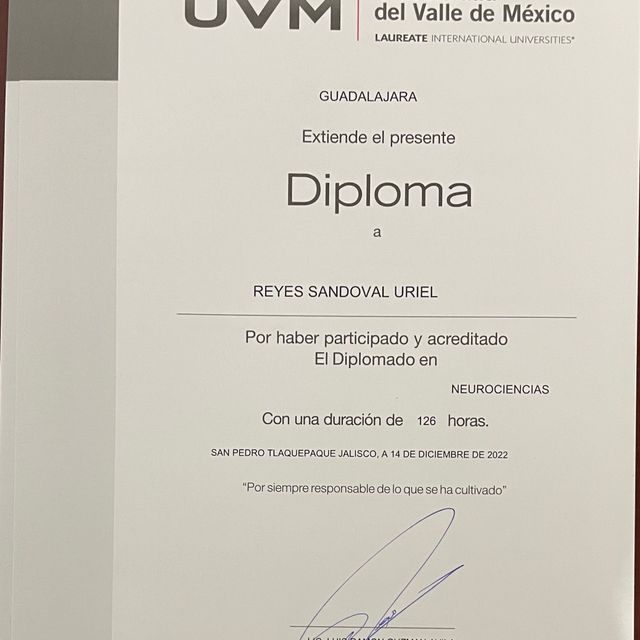 UVM
del Valle de México
LAUREATE INTERNATIONAL UNIVERSITIES®
GUADALAJARA
Extiende el presente
Diploma
a
REYES SANDOVAL URIEL
Por haber participado y acreditado
El Diplomado en
NEUROCIENCIAS
Con una duración de 126 horas.
SAN PEDRO TLAQUEPAQUE JALISCO, A 14 DE DICIEMBRE DE 2022
“Por siempre responsable de lo que se ha cultivado”